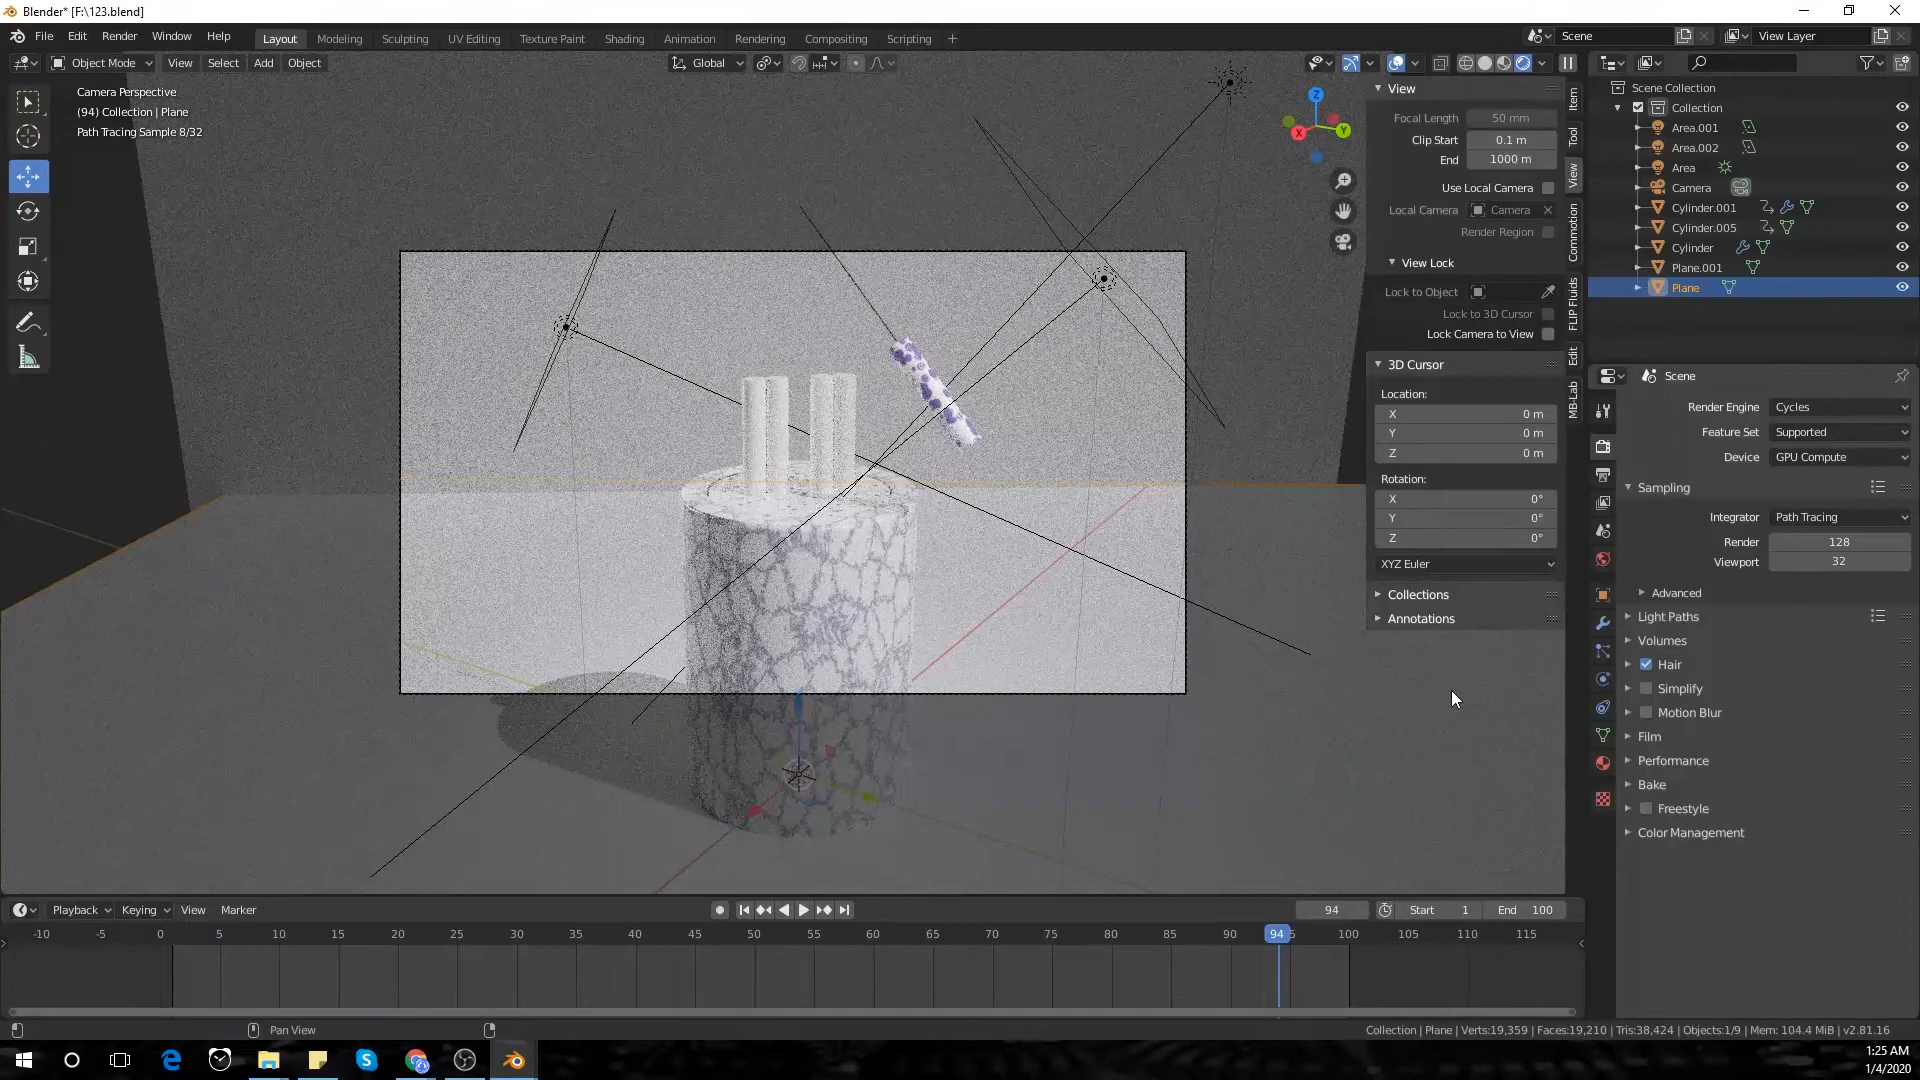 Blender* [F:\123.blend]
File Edit Render Window Help Layout Modeling Sculpting UV Editing Texture Paint Shading Animation Rendering Compositing Scripting + Scene View Layer
Object Mode View Select Add Object Global
Camera Perspective
(94) Collection | Plane
Path Tracing Sample 8/32
Z
X
Y
View
Focal Length 50 mm
Clip Start 0.1 m
End 1000 m
Use Local Camera
Local Camera Camera
Render Region
View Lock
Lock to Object
Lock to 3D Cursor
Lock Camera to View
3D Cursor
Location:
X 0 m
Y 0 m
Z 0 m
Rotation:
X 0°
Y 0°
Z 0°
XYZ Euler
Collections
Annotations
Item
Tool
View
Commotion
FLIP Fluids
Edit
MB-Lab
Scene Collection
Collection
Area.001
Area.002
Area
Camera
Cylinder.001
Cylinder.005
Cylinder
Plane.001
Plane
Scene
Render Engine Cycles
Feature Set Supported
Device GPU Compute
Sampling
Integrator Path Tracing
Render 128
Viewport 32
Advanced
Light Paths
Volumes
Hair
Simplify
Motion Blur
Film
Performance
Bake
Freestyle
Color Management
Playback Keying View Marker 94 Start 1 End 100
-10 -5 0 5 10 15 20 25 30 35 40 45 50 55 60 65 70 75 80 85 90 94 5 100 105 110 115
Pan View Collection | Plane | Verts:19,359 | Faces:19,210 | Tris:38,424 | Objects:1/9 | Mem: 104.4 MiB | v2.81.16
1:25 AM
1/4/2020